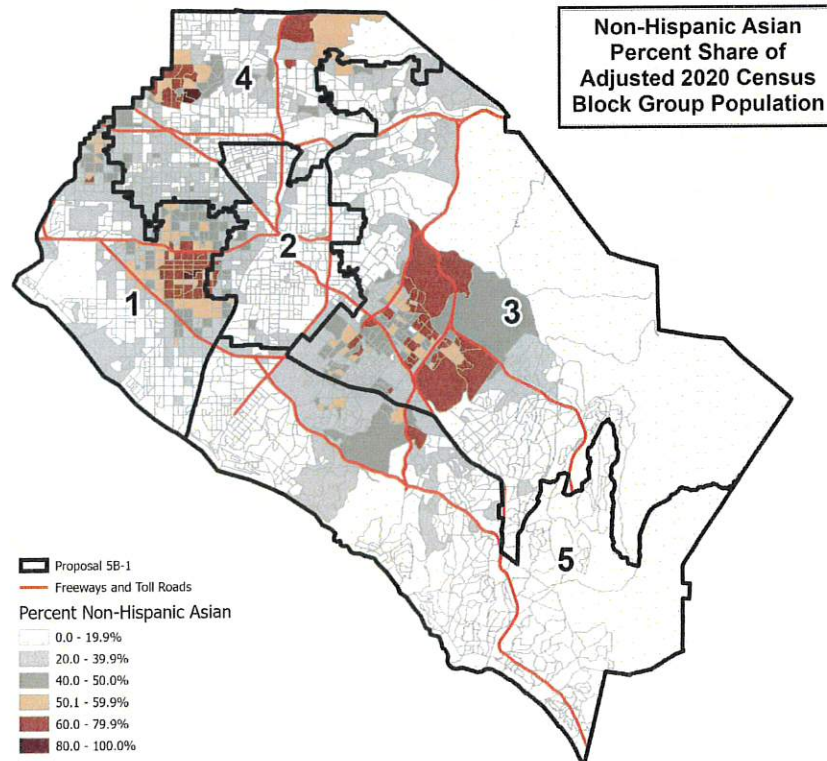 Non-Hispanic Asian
Percent Share of
Adjusted 2020 Census
Block Group Population
4
2
1
3
5
Proposal 5B-1
Freeways and Toll Roads
Percent Non-Hispanic Asian
0.0 - 19.9%
20.0 - 39.9%
40.0 - 50.0%
50.1 - 59.9%
60.0 - 79.9%
80.0 - 100.0%